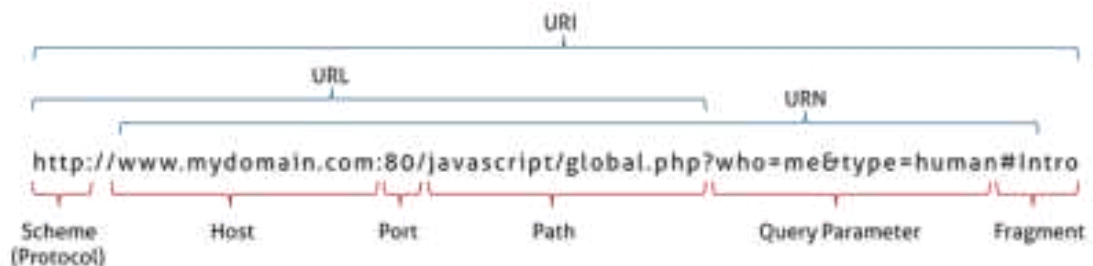 URI
URL
URN
http://www.mydomain.com:80/javascript/global.php?who=me&type=human#Intro
Scheme Host Port Path Query Parameter Fragment
(Protocol)